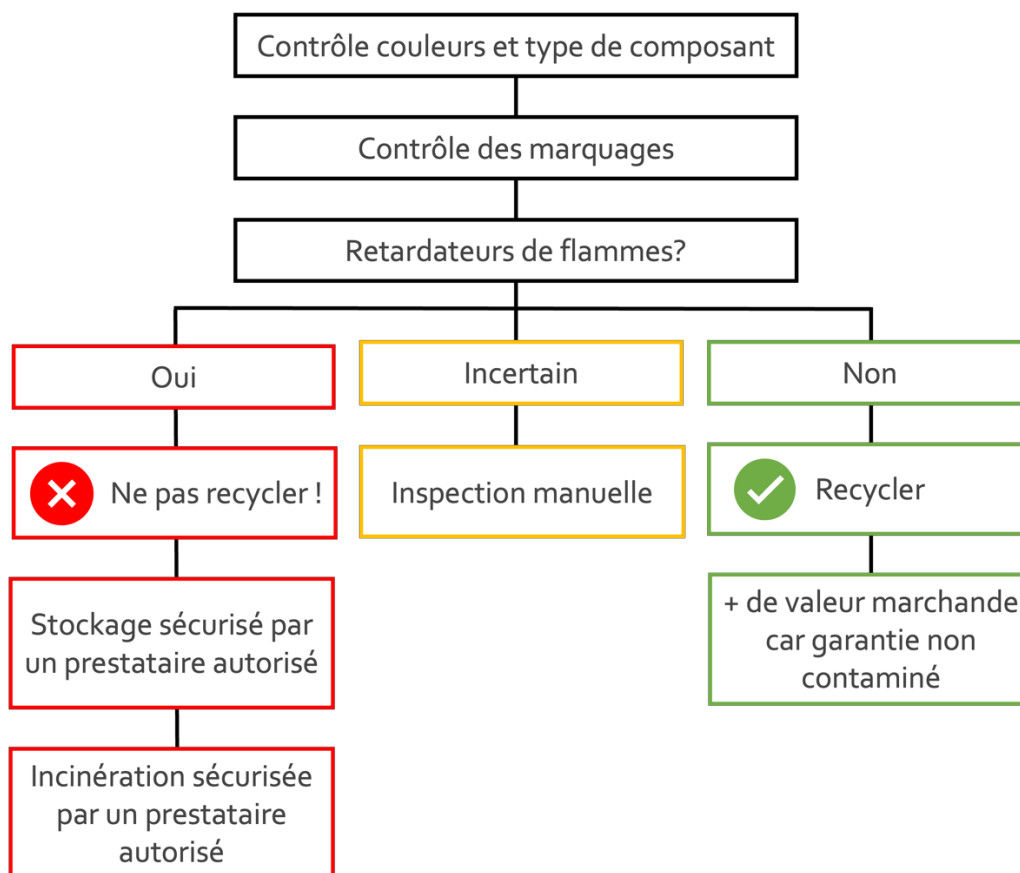 Contrôle couleurs et type de composant
Contrôle des marquages
Retardateurs de flammes?
Oui
Incertain
Non
Ne pas recycler !
Inspection manuelle
Recycler
Stockage sécurisé par
un prestataire autorisé
+ de valeur marchande
car garantie non
contaminé
Incinération sécurisée
par un prestataire
autorisé